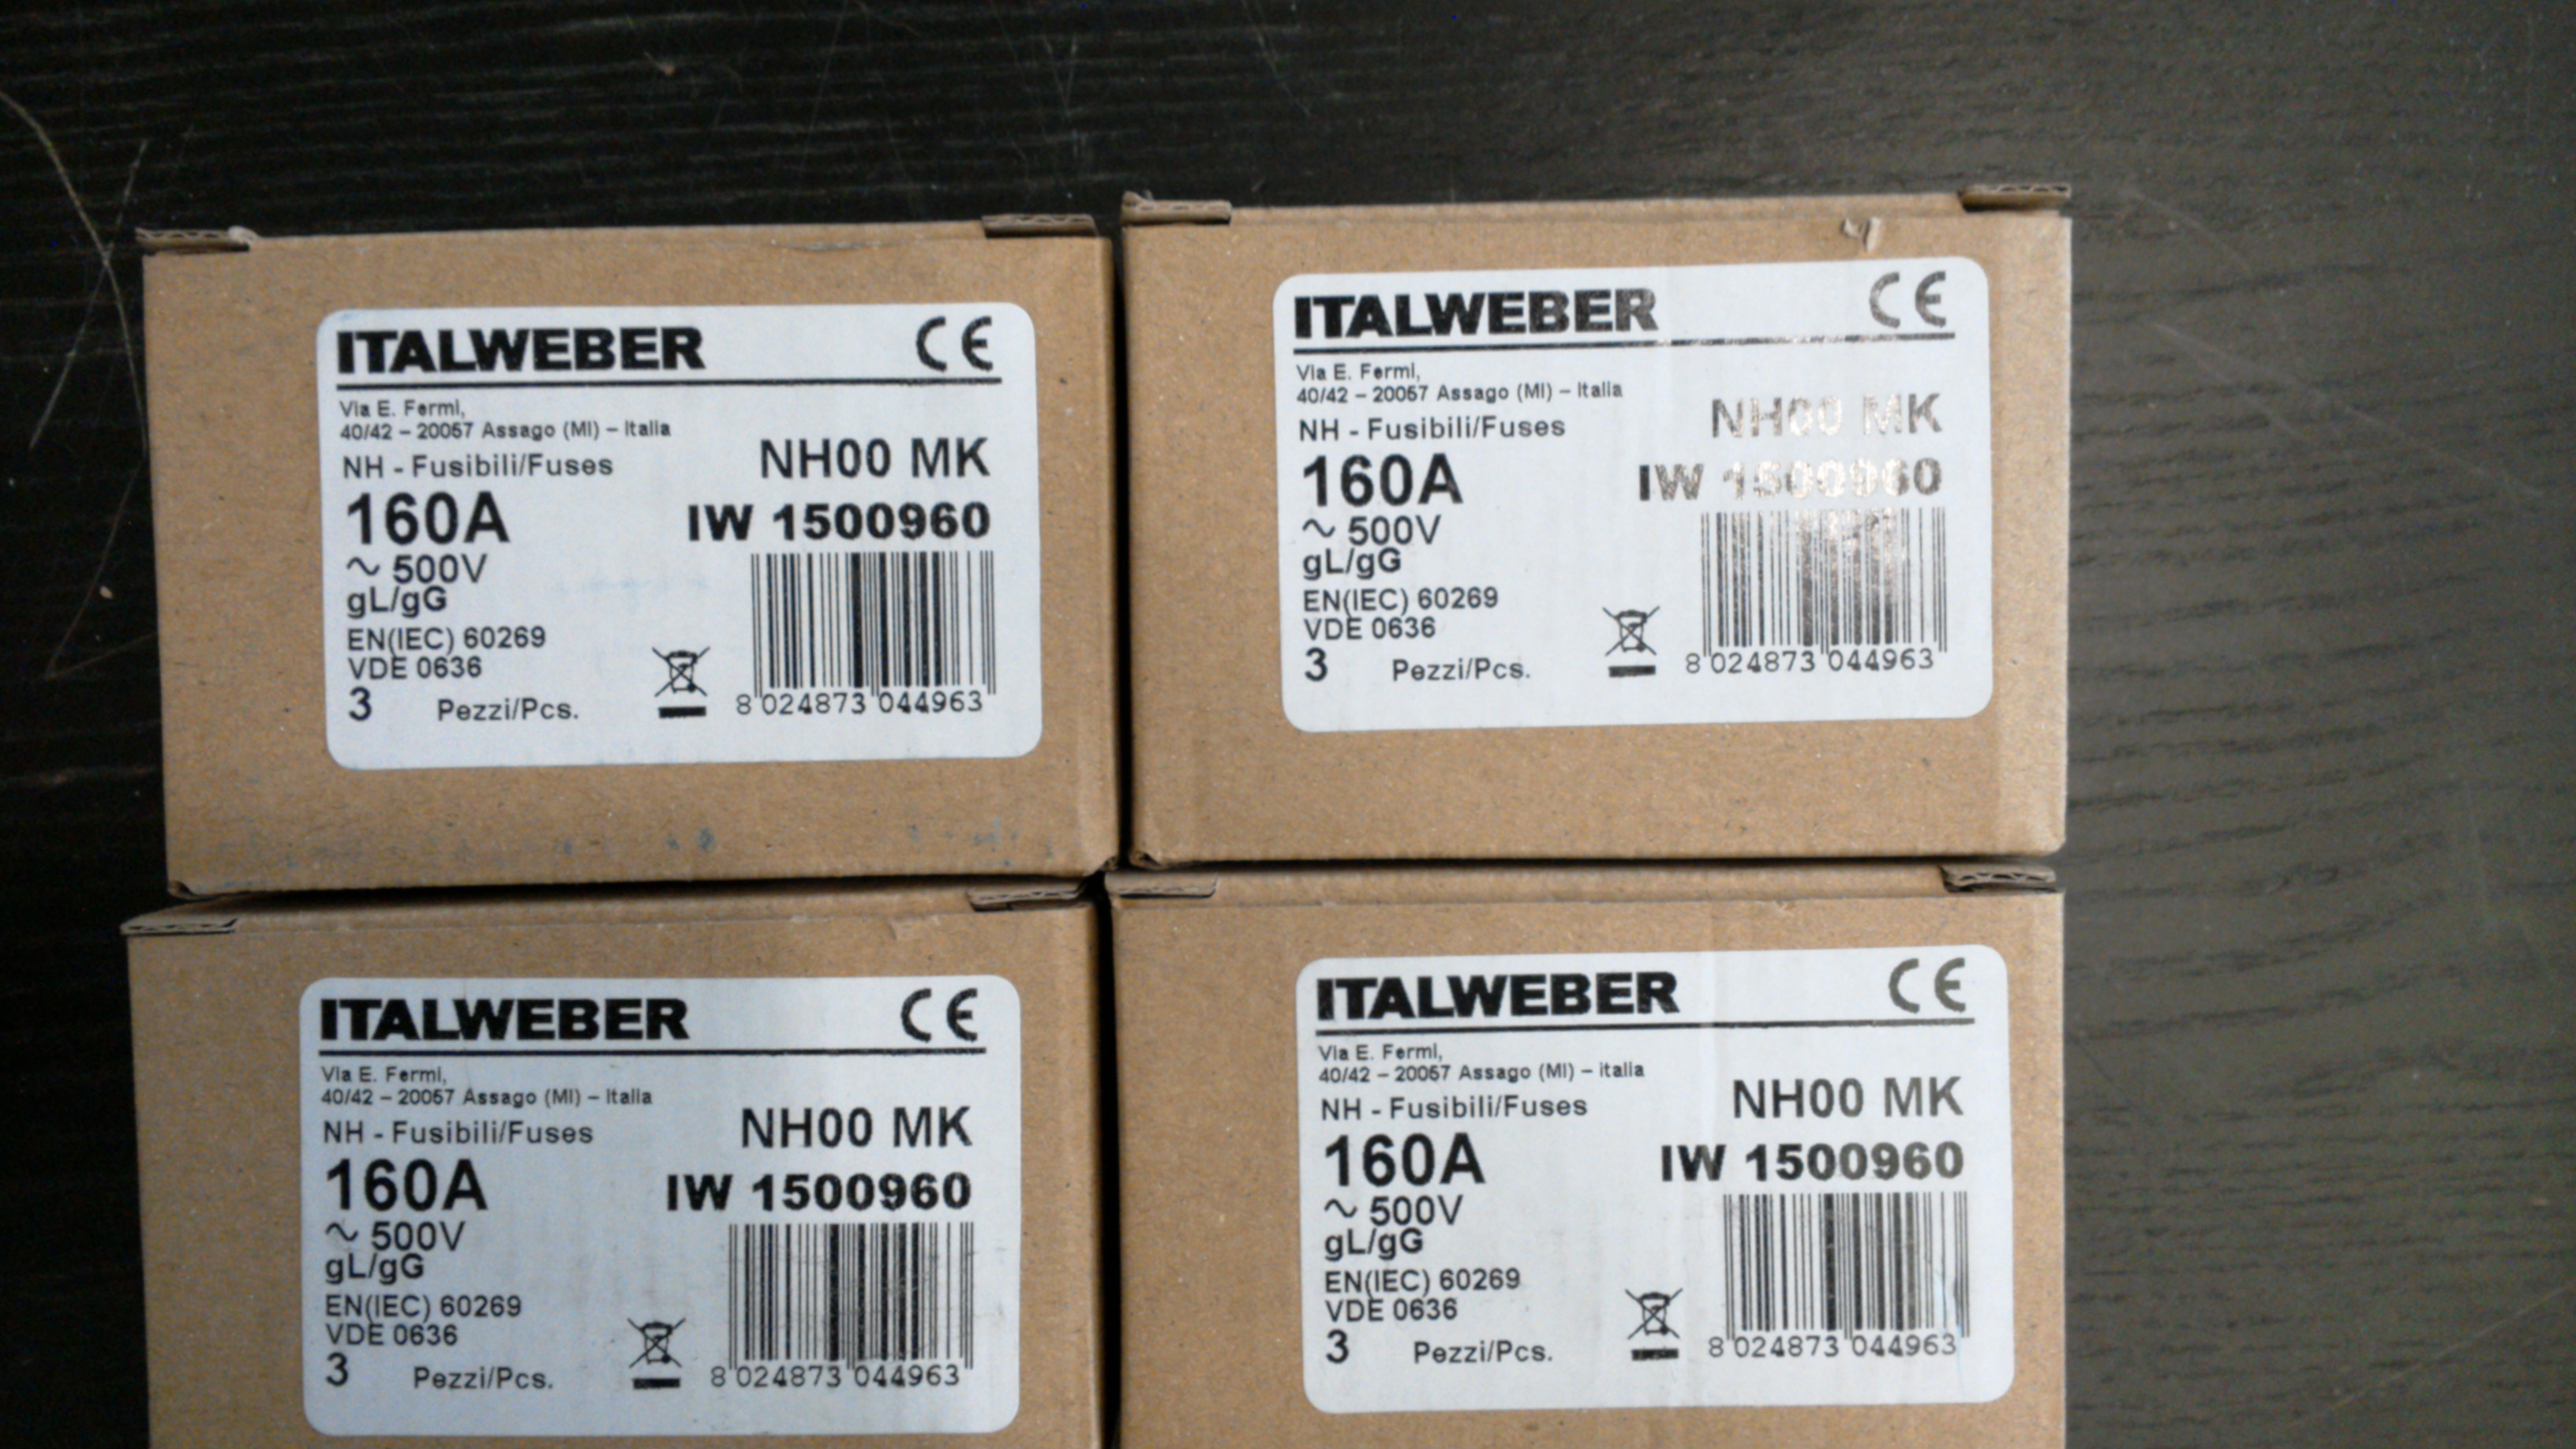 ITALWEBER CE
Via E. Fermi,
40/42 – 20057 Assago (MI) – Italia
NH - Fusibili/Fuses
NH00 MK
160A
IW 1500960
~ 500V
gL/gG
EN(IEC) 60269
VDE 0636
3 Pezzi/Pcs.
8 024873 044963
ITALWEBER CE
Via E. Fermi,
40/42 – 20057 Assago (MI) – Italia
NH - Fusibili/Fuses
NH00 MK
160A
IW 1500960
~ 500V
gL/gG
EN(IEC) 60269
VDE 0636
3 Pezzi/Pcs.
8 024873 044963
ITALWEBER CE
Via E. Fermi,
40/42 – 20057 Assago (MI) – Italia
NH - Fusibili/Fuses
NH00 MK
160A
IW 1500960
~ 500V
gL/gG
EN(IEC) 60269
VDE 0636
3 Pezzi/Pcs.
8 024873 044963
ITALWEBER CE
Via E. Fermi,
40/42 – 20057 Assago (MI) – Italia
NH - Fusibili/Fuses
NH00 MK
160A
IW 1500960
~ 500V
gL/gG
EN(IEC) 60269
VDE 0636
3 Pezzi/Pcs.
8 024873 044963